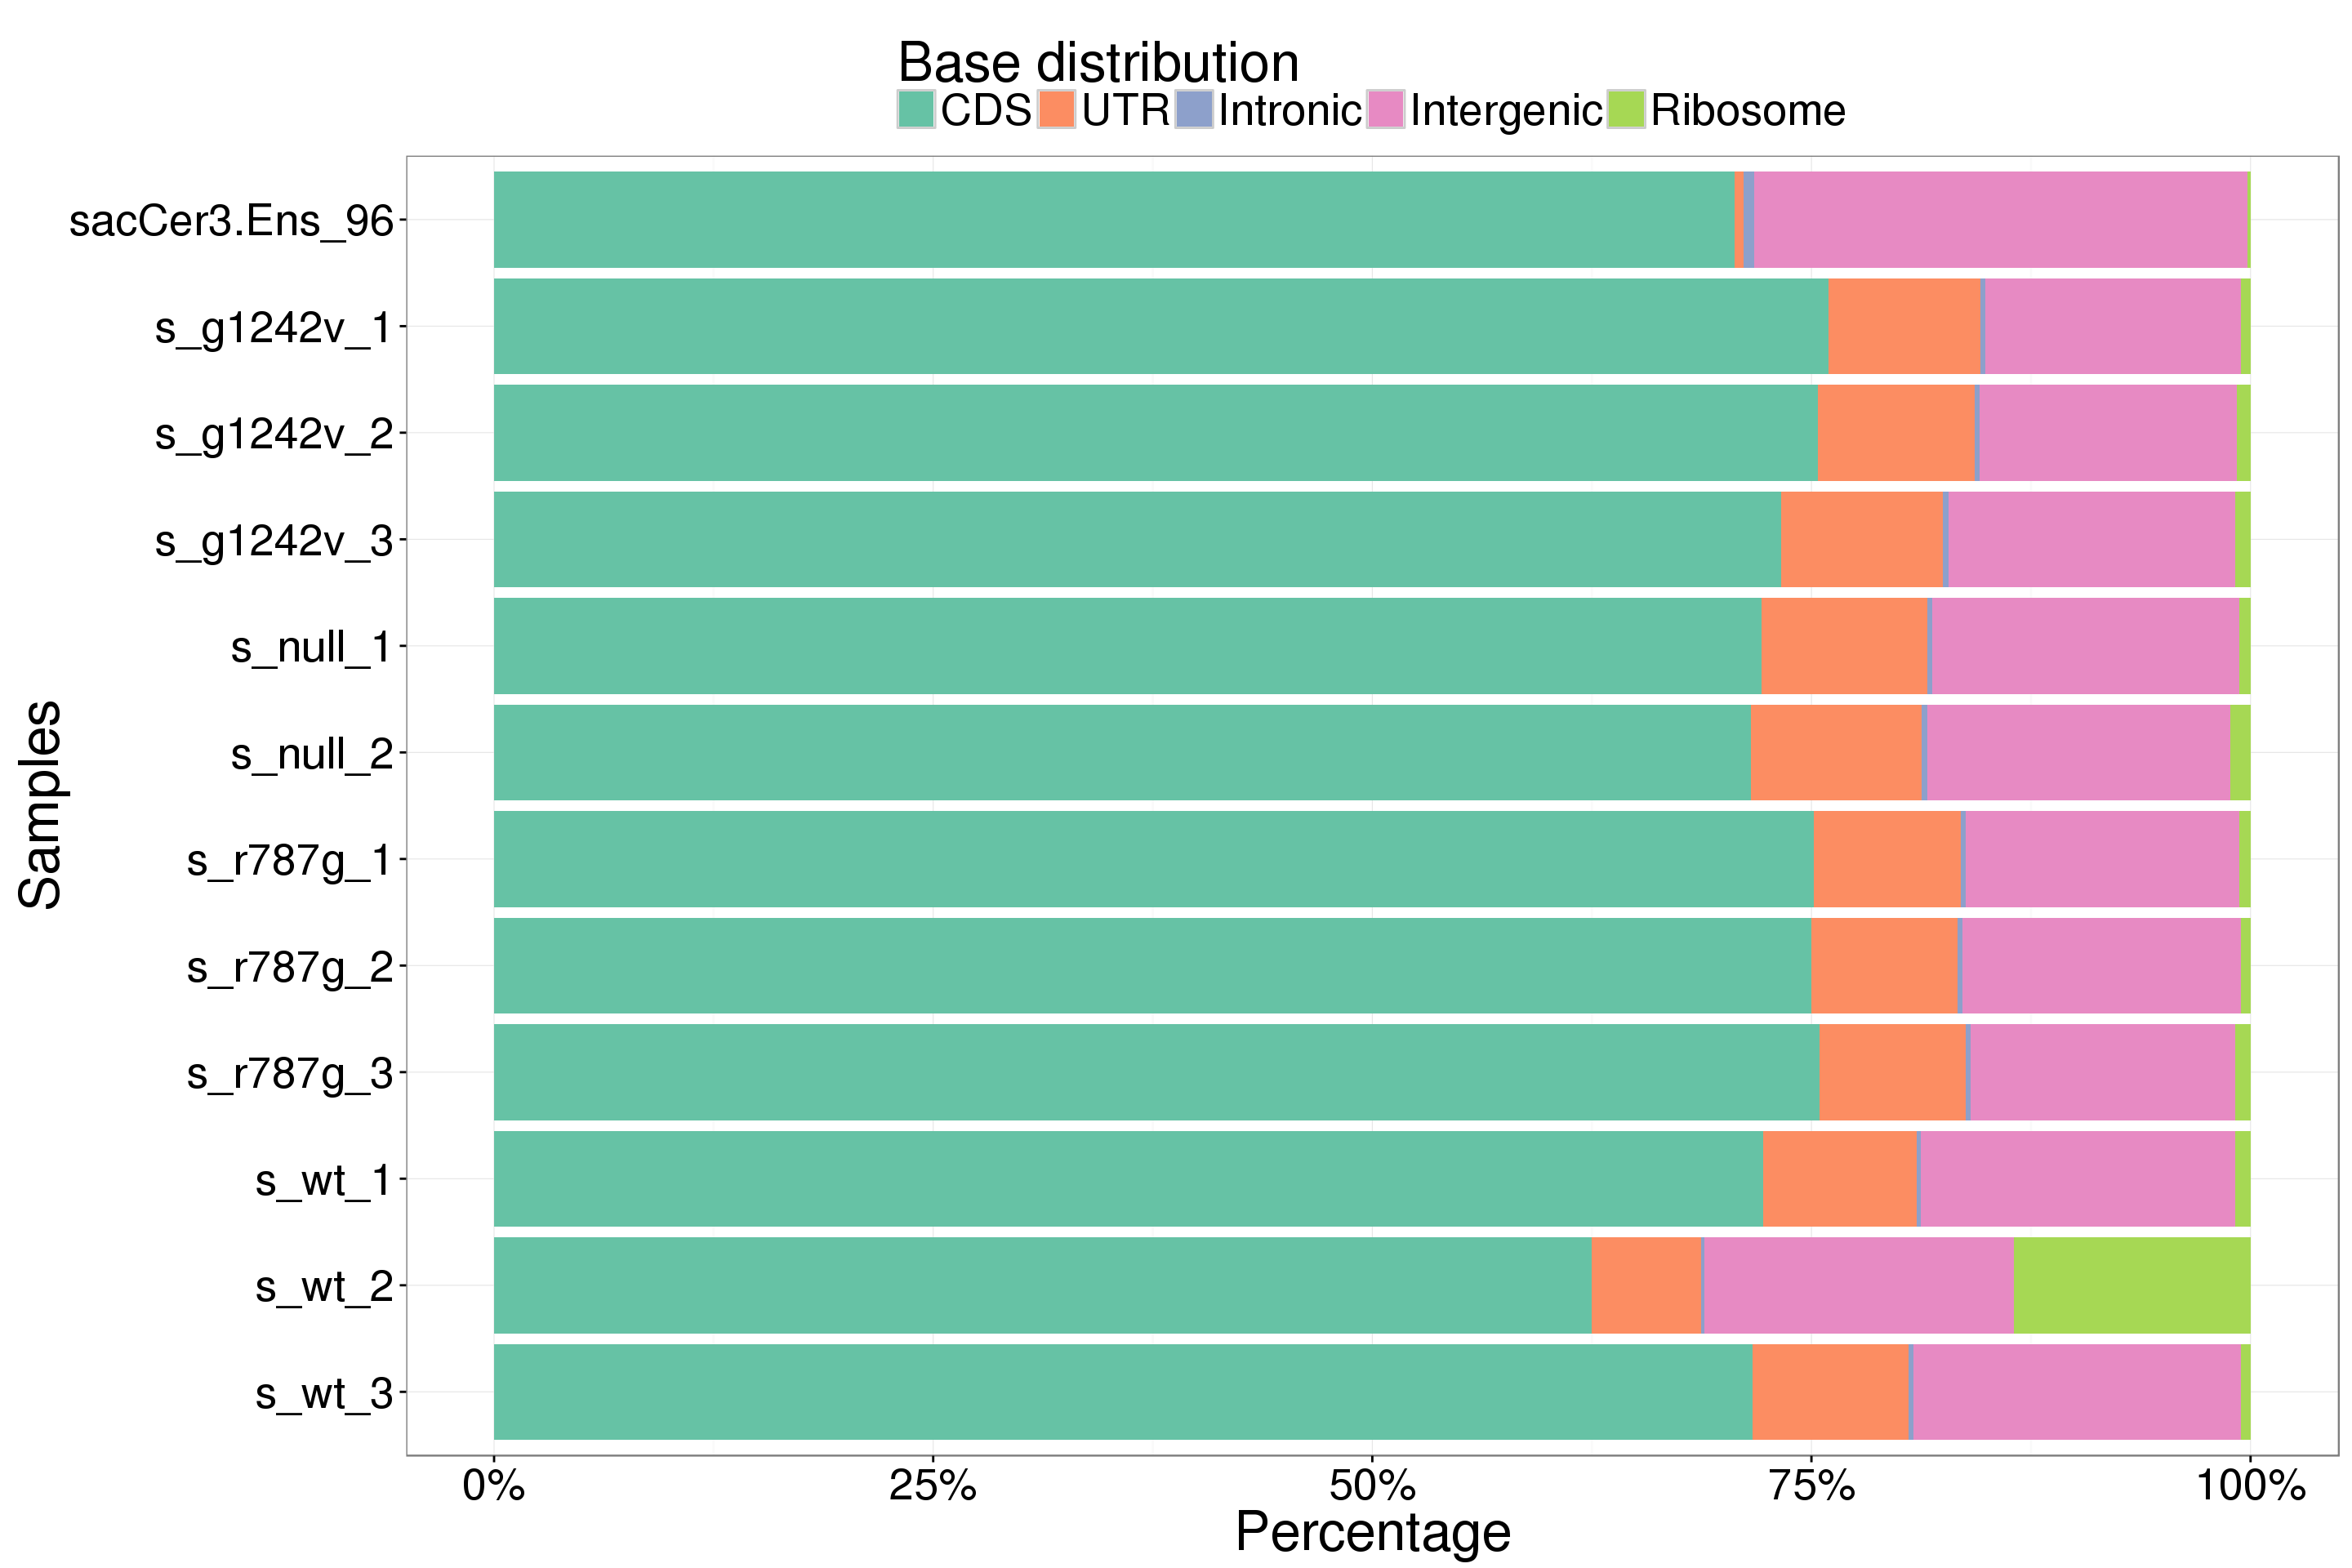 Base distribution
CDS UTR Intronic Intergenic Ribosome
Samples
sacCer3.Ens_96
s_g1242v_1
s_g1242v_2
s_g1242v_3
s_null_1
s_null_2
s_r787g_1
s_r787g_2
s_r787g_3
s_wt_1
s_wt_2
s_wt_3
0% 25% 50% 75% 100%
Percentage